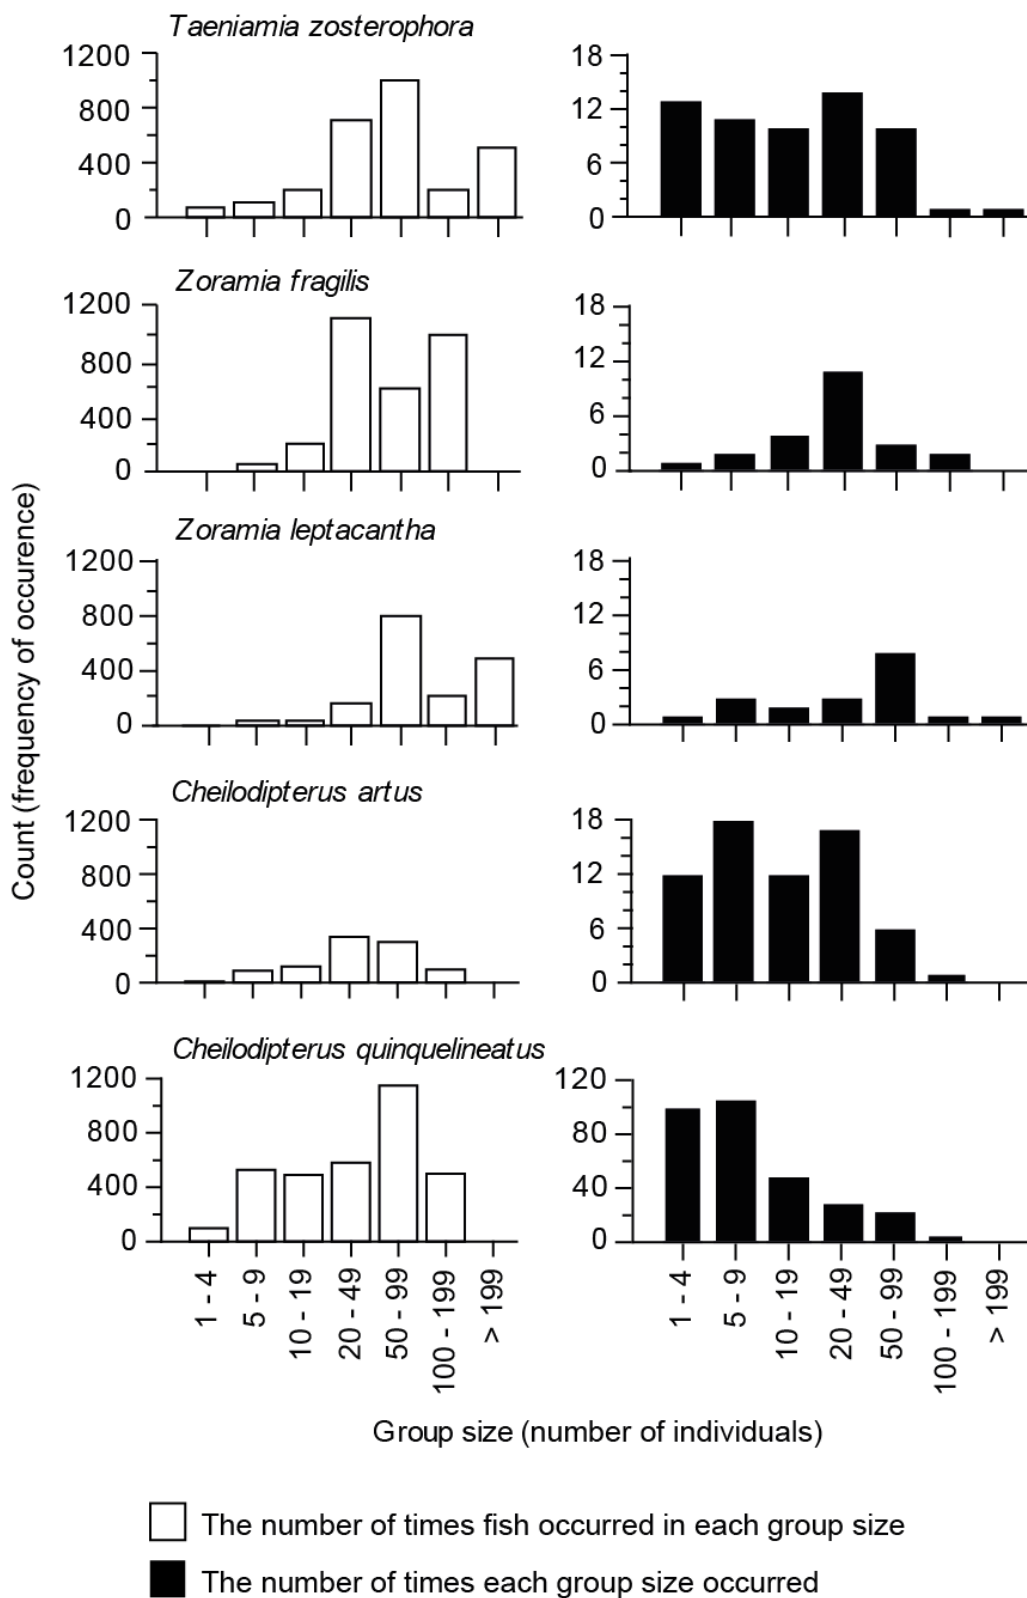 Taeniamia zosterophora
1200
800
400
0
18
12
6
0
Zoramia fragilis
1200
800
400
0
18
12
6
0
Zoramia leptacantha
1200
800
400
0
18
12
6
0
Cheilodipterus artus
1200
800
400
0
18
12
6
0
Cheilodipterus quinquelineatus
1200
800
400
0
120
80
40
0
Count (frequency of occurence)
1 - 4
5 - 9
10 - 19
20 - 49
50 - 99
100 - 199
> 199
1 - 4
5 - 9
10 - 19
20 - 49
50 - 99
100 - 199
> 199
Group size (number of individuals)
The number of times fish occurred in each group size
The number of times each group size occurred